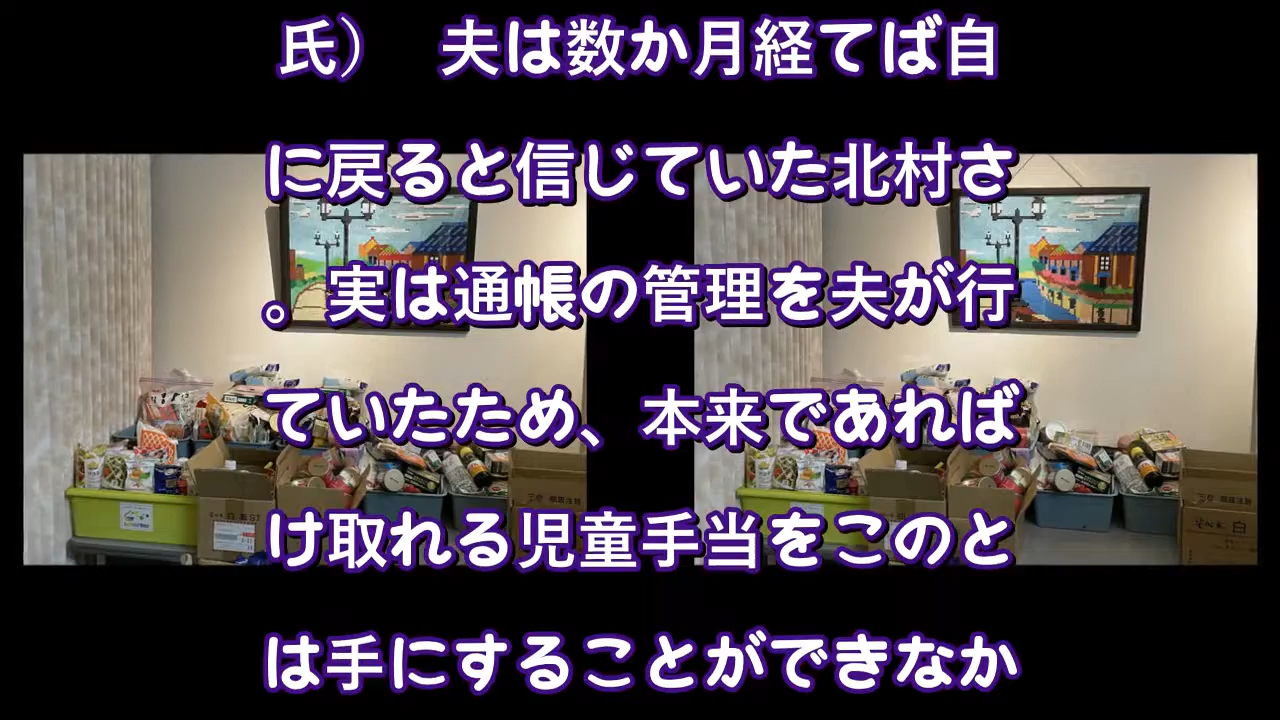 氏）　夫は数か月経てば自
に戻ると信じていた北村さ
。実は通帳の管理を夫が行
ていたため、本来であれば
け取れる児童手当をこのと
は手にすることができなか